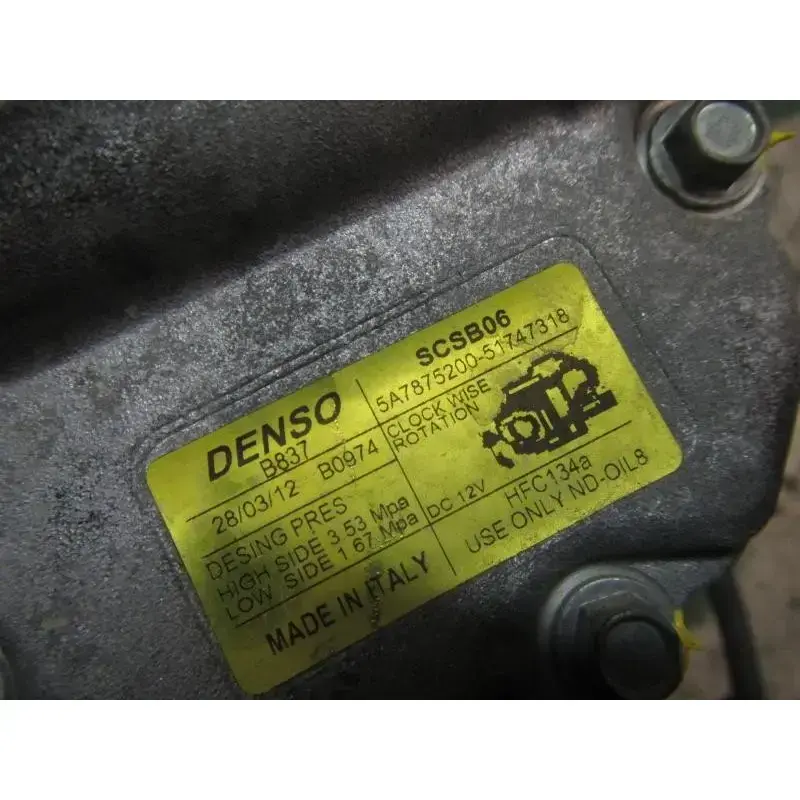 DENSO
B837
28/03/12 B0974
DESING PRES
HIGH SIDE 3 53 Mpa
LOW SIDE 1 67 Mpa
MADE IN ITALY
SCSB06
5A7875200-51747318
CLOCK WISE
ROTATION
DC 12V
HFC134a
USE ONLY ND-OIL8